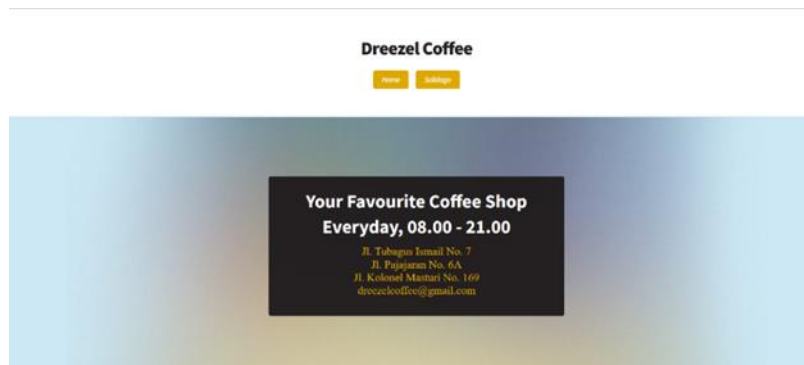 Dreezel Coffee
Home Solidago
Your Favourite Coffee Shop
Everyday, 08.00 - 21.00
Jl. Tubagus Ismail No. 7
Jl. Pajajaran No. 6A
Jl. Kolonel Masturi No. 169
dreezelcoffee@gmail.com